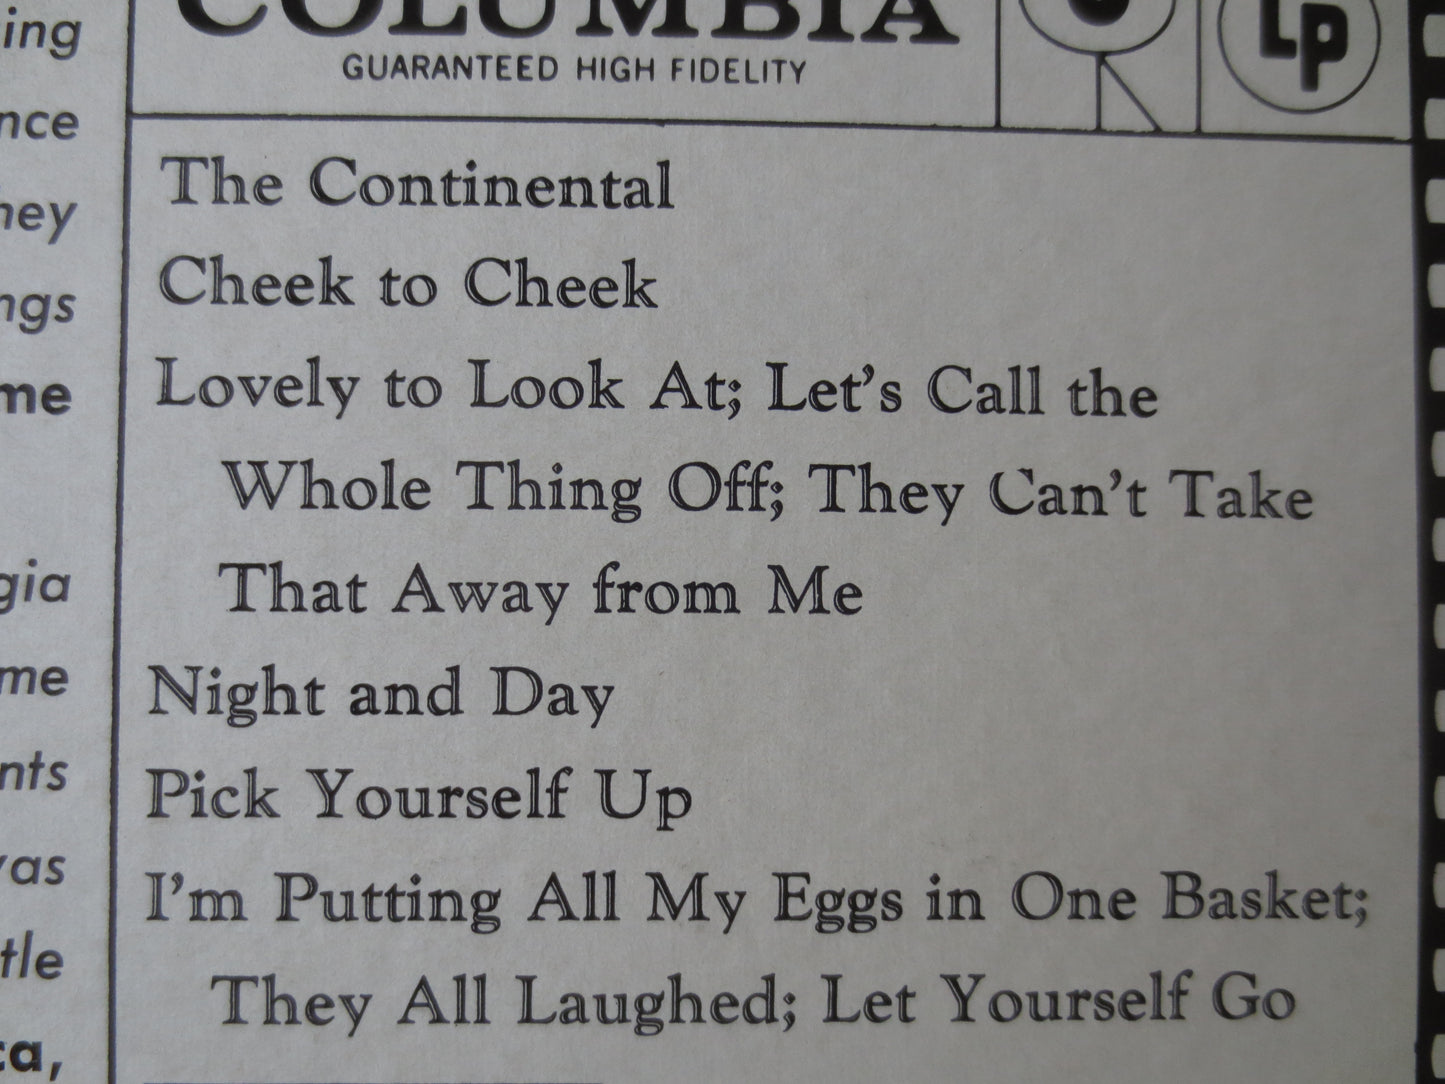 COLUMBIA
GUARANTEED HIGH FIDELITY
LP
The Continental
Cheek to Cheek
Lovely to Look At; Let's Call the
Whole Thing Off; They Can't Take
That Away from Me
Night and Day
Pick Yourself Up
I'm Putting All My Eggs in One Basket;
They All Laughed; Let Yourself Go